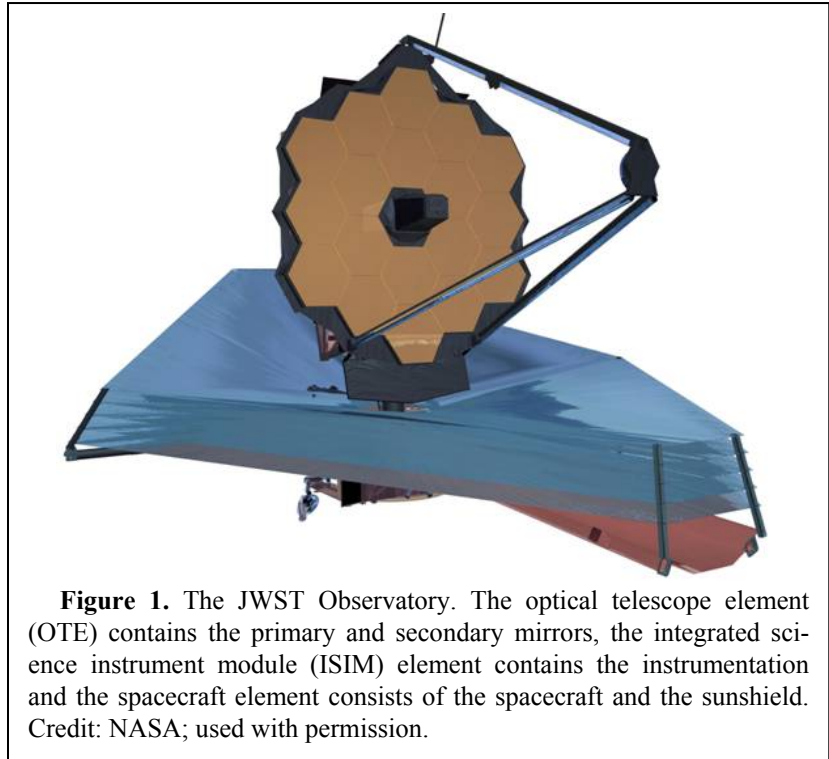 Figure 1. The JWST Observatory. The optical telescope element
(OTE) contains the primary and secondary mirrors, the integrated sci-
ence instrument module (ISIM) element contains the instrumentation
and the spacecraft element consists of the spacecraft and the sunshield.
Credit: NASA; used with permission.